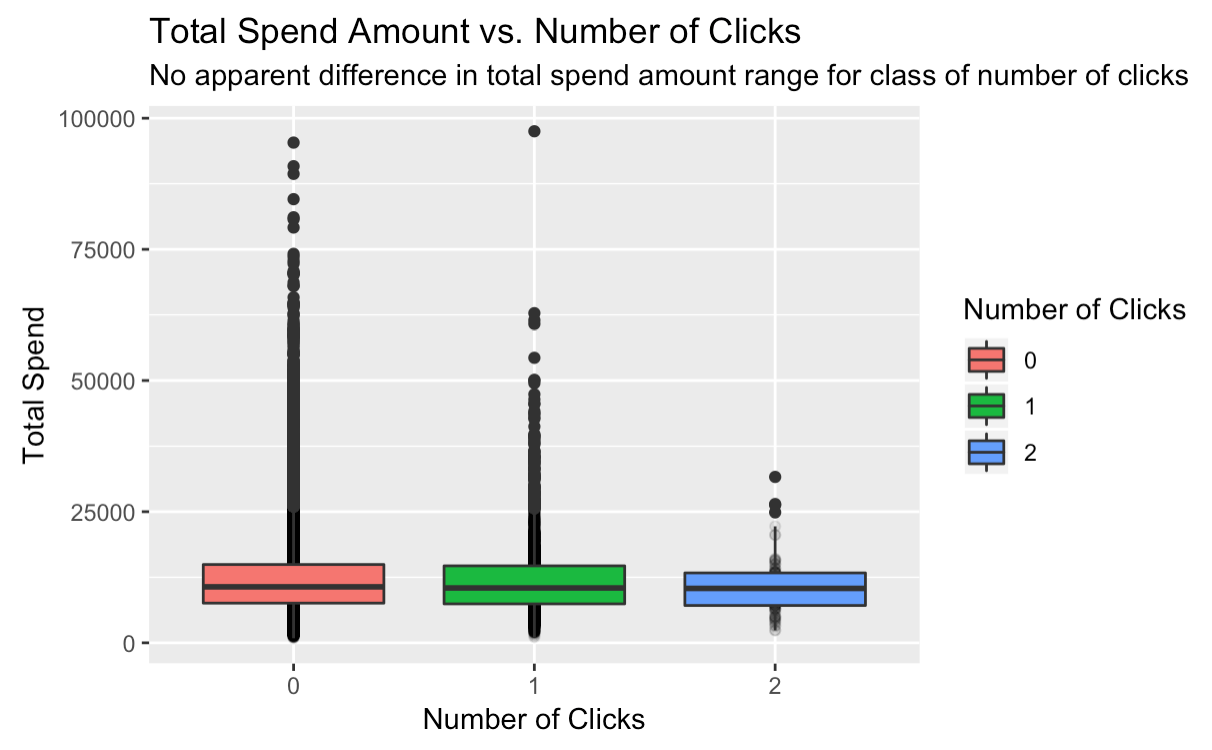 Total Spend Amount vs. Number of Clicks
No apparent difference in total spend amount range for class of number of clicks
100000
75000
50000
25000
0
Total Spend
0
1
2
Number of Clicks
Number of Clicks
0
1
2